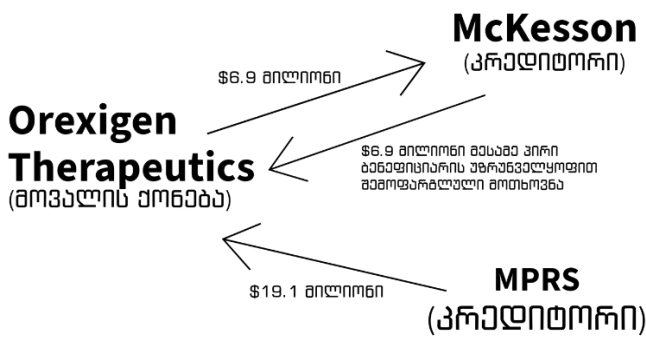 McKesson
(კრედიტორი)
$6.9 მილიონი
Orexigen
Therapeutics
(მოვალის ქონება)
$6.9 მილიონი მესამე პირი
ბენეფიციარის უზრუნველყოფით
შემოფარგლული მოთხოვნა
$19.1 მილიონი
MPRS
(კრედიტორი)